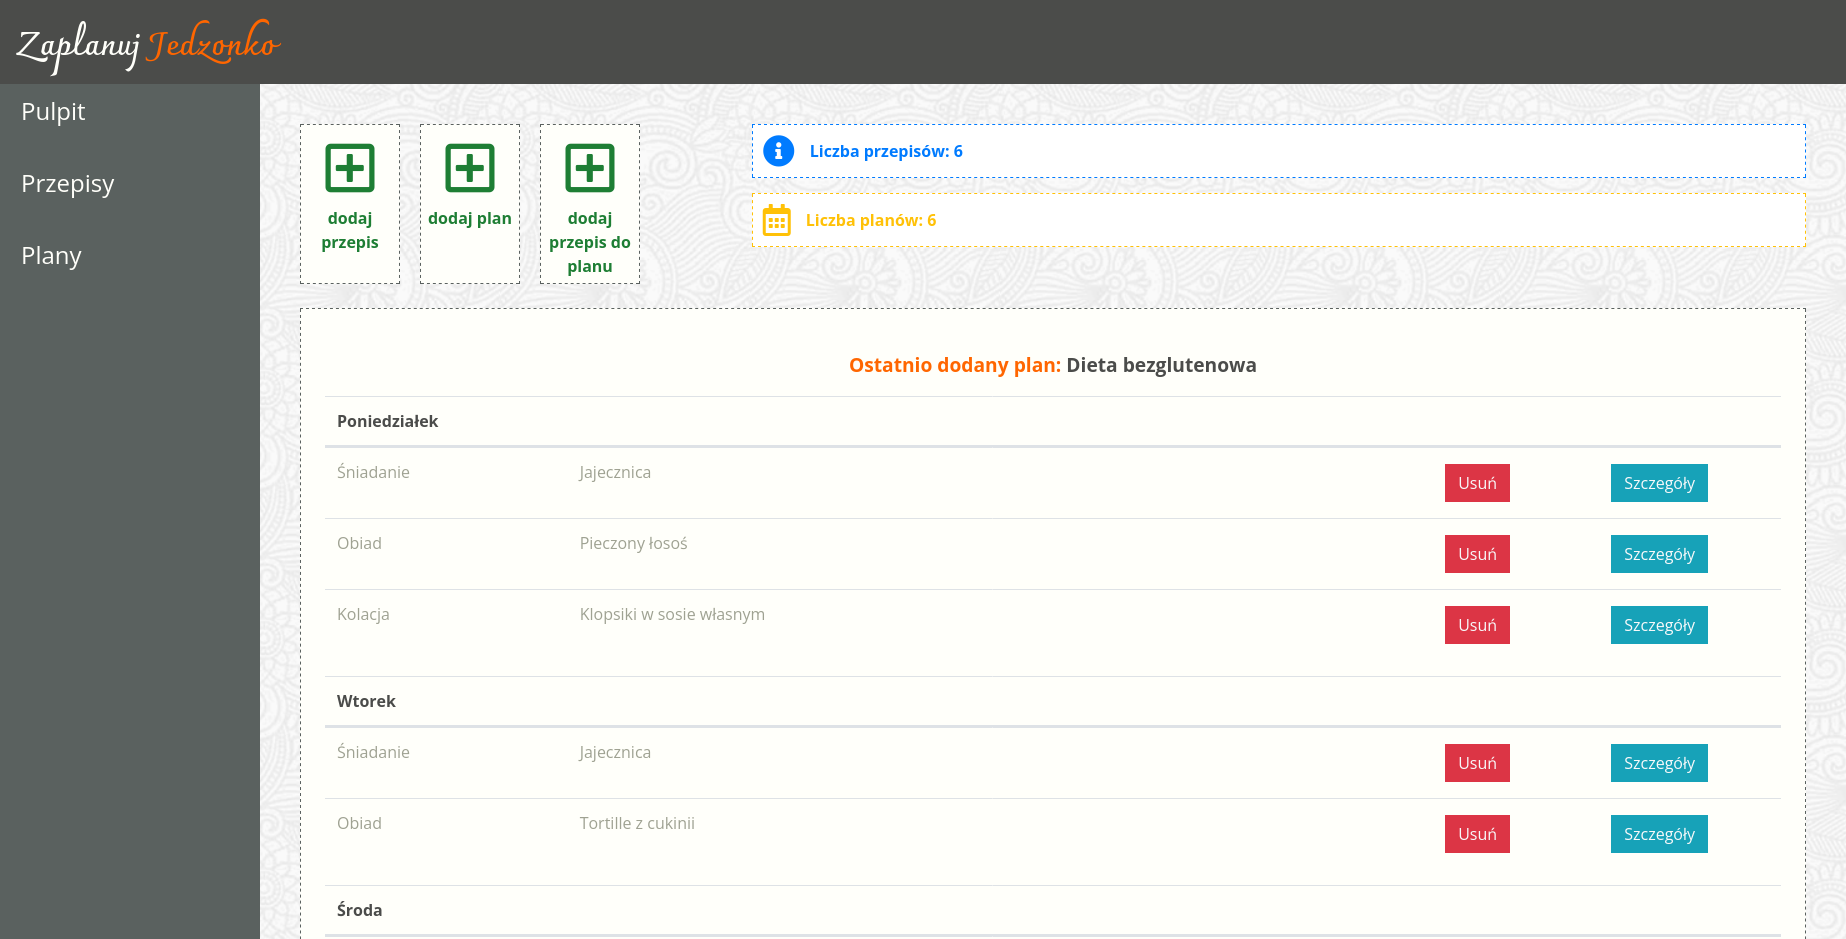 Zaplanuj Jedzonko
Pulpit
Przepisy
Plany
dodaj
przepis
dodaj plan
dodaj
przepis do
planu
Liczba przepisów: 6
Liczba planów: 6
Ostatnio dodany plan: Dieta bezglutenowa
Poniedziałek
Śniadanie Jajecznica Usuń Szczegóły
Obiad Pieczony łosoś Usuń Szczegóły
Kolacja Klopsiki w sosie własnym Usuń Szczegóły
Wtorek
Śniadanie Jajecznica Usuń Szczegóły
Obiad Tortille z cukinii Usuń Szczegóły
Środa